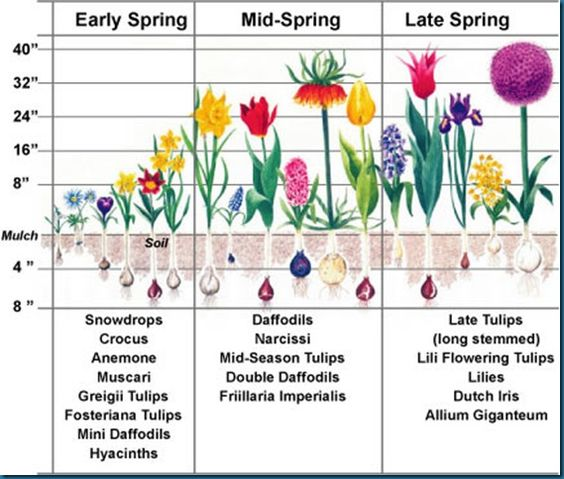 Early Spring Mid-Spring Late Spring
40”
32”
24”
16”
8”
Mulch
Soil
4 ”
8 ”
Snowdrops
Crocus
Anemone
Muscari
Greigii Tulips
Fosteriana Tulips
Mini Daffodils
Hyacinths
Daffodils
Narcissi
Mid-Season Tulips
Double Daffodils
Friillaria Imperialis
Late Tulips
(long stemmed)
Lili Flowering Tulips
Lilies
Dutch Iris
Allium Giganteum